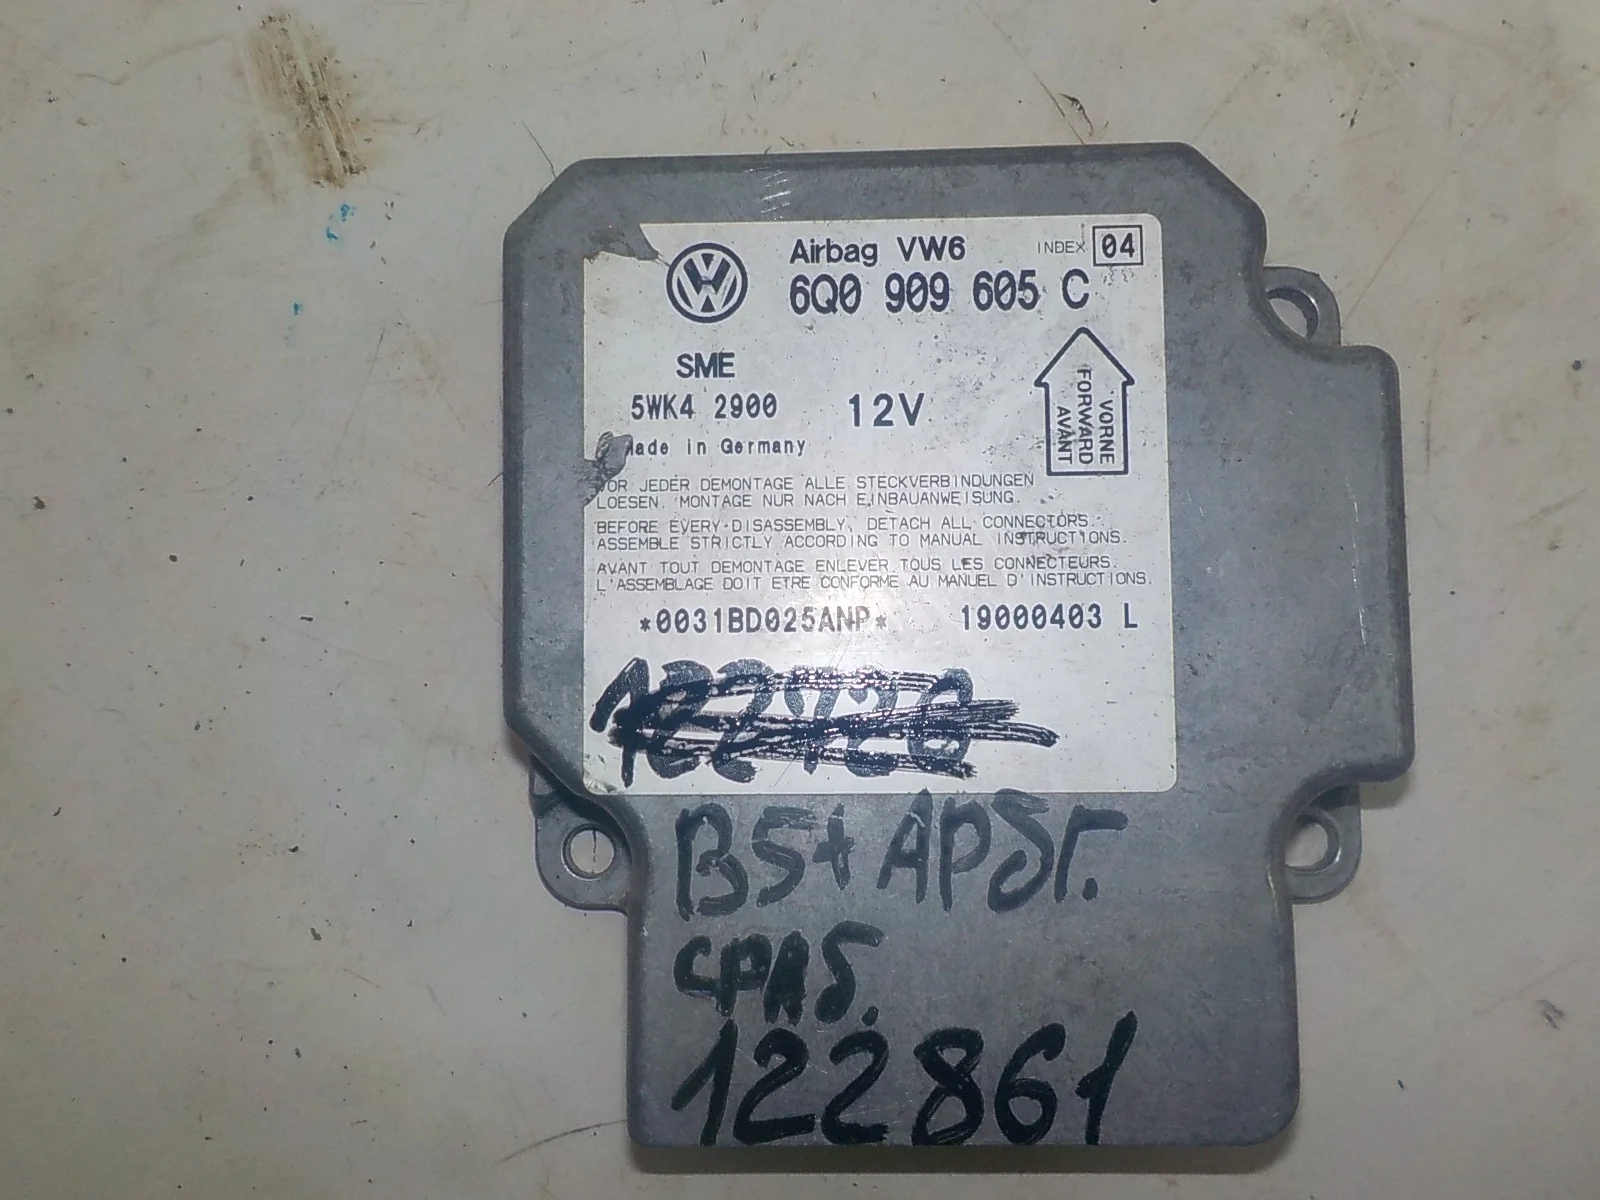 Airbag VW6
INDEX 04
6Q0 909 605 C
SME
5WK4 2900
12V
VORNE
FORWARD
AVANT
Made in Germany
VOR JEDER DEMONTAGE ALLE STECKVERBINDUNGEN
LOESEN. MONTAGE NUR NACH EINBAUANWEISUNG.
BEFORE EVERY DISASSEMBLY, DETACH ALL CONNECTORS.
ASSEMBLE STRICTLY ACCORDING TO MANUAL INSTRUCTIONS.
AVANT TOUT DEMONTAGE ENLEVER TOUS LES CONNECTEURS.
L'ASSEMBLAGE DOIT ETRE CONFORME AU MANUEL D'INSTRUCTIONS.
*0031BD025ANP* 19000403 L
B5+ АРБГ.
СРАБ.
122861